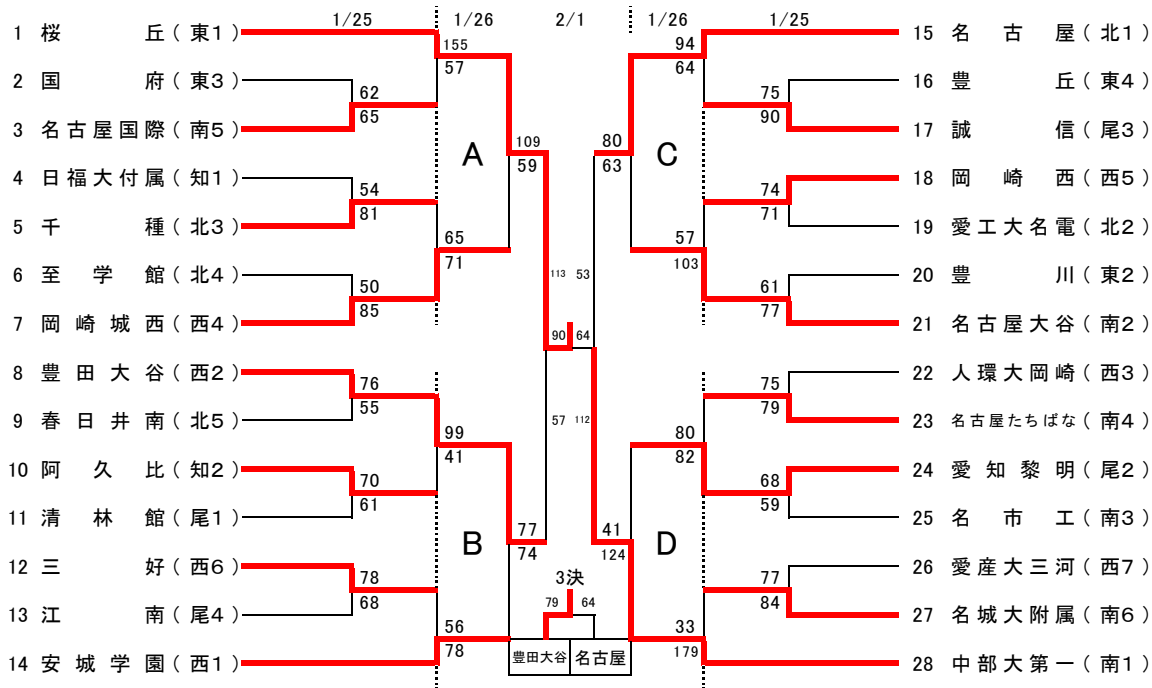 1/25 1/26 2/1 1/26 1/25
1 桜丘(東1)
2 国府(東3)
3 名古屋国際(南5)
4 日福大付属(知1)
5 千種(北3)
6 至学館(北4)
7 岡崎城西(西4)
8 豊田大谷(西2)
9 春日井南(北5)
10 阿久比(知2)
11 清林館(尾1)
12 三好(西6)
13 江南(尾4)
14 安城学園(西1)
62
65
54
81
50
85
76
55
70
61
78
68
155
57
A
65
71
99
41
B
56
78
109
59
77
74
113 53
90 64
57 112
3決
79 64
豊田大谷 名古屋
80
63
41
124
94
64
C
57
103
80
82
D
33
179
75
90
74
71
61
77
75
79
68
59
77
84
15 名古屋(北1)
16 豊丘(東4)
17 誠信(尾3)
18 岡崎西(西5)
19 愛工大名電(北2)
20 豊川(東2)
21 名古屋大谷(南2)
22 人環大岡崎(西3)
23 名古屋たちばな(南4)
24 愛知黎明(尾2)
25 名市工(南3)
26 愛産大三河(西7)
27 名城大附属(南6)
28 中部大第一(南1)